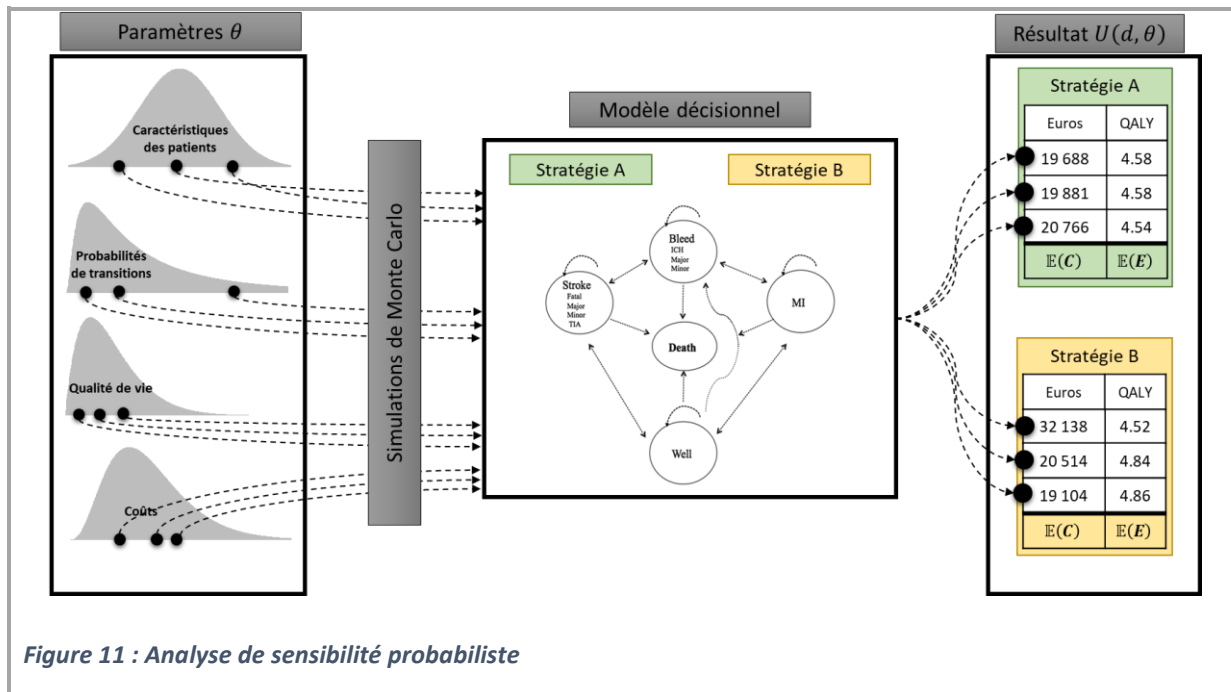 Paramètres θ
Caractéristiques
des patients
Probabilités
de transitions
Qualité de vie
Coûts
Simulations de Monte Carlo
Modèle décisionnel
Stratégie A
Stratégie B
Bleed
ICH
Major
Minor
Stroke
Fatal
Major
Minor
TIA
MI
Death
Well
Résultat U(d, θ)
Stratégie A
Euros QALY
19 688 4.58
19 881 4.58
20 766 4.54
𝔼(C) 𝔼(E)
Stratégie B
Euros QALY
32 138 4.52
20 514 4.84
19 104 4.86
𝔼(C) 𝔼(E)
Figure 11 : Analyse de sensibilité probabiliste